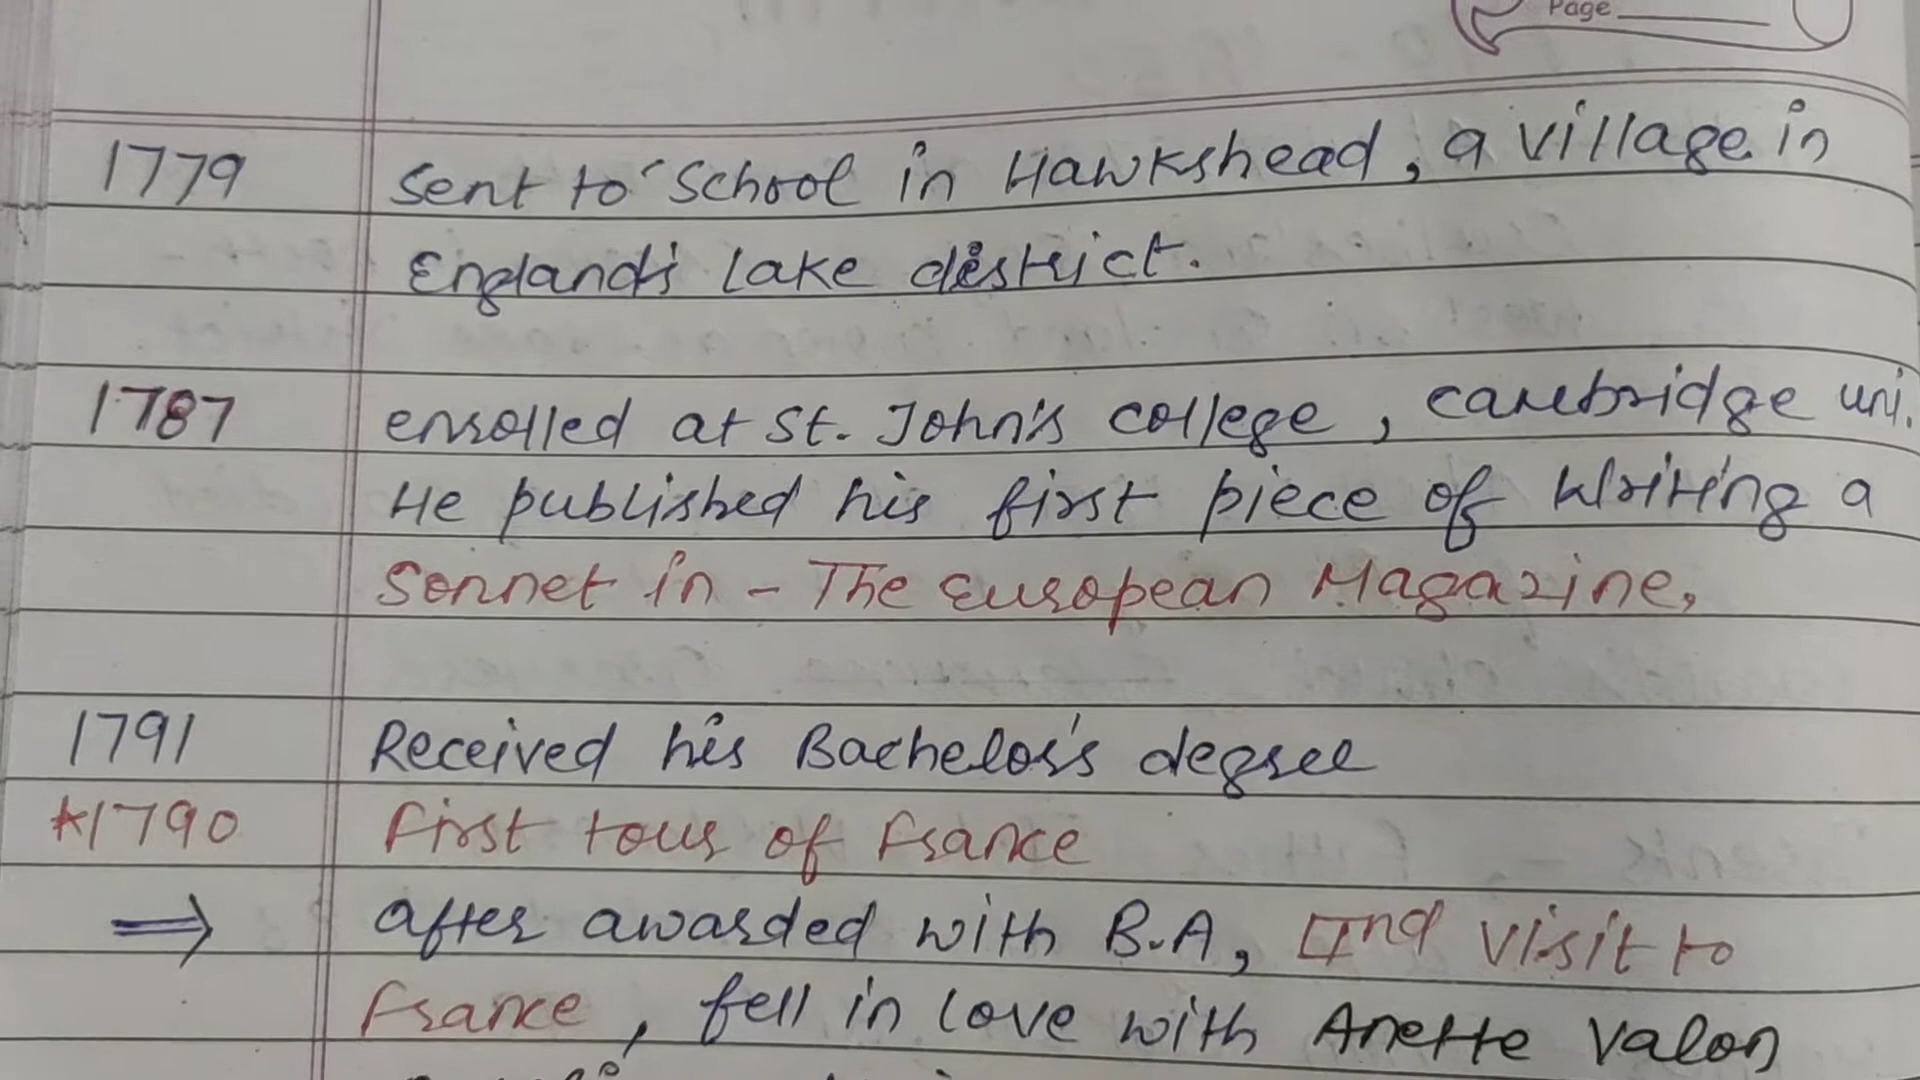 Page
1779 Sent to School in Hawkshead, a village in
England's Lake district.
1787 enrolled at St. John's college, cambridge uni.
He published his first piece of Writing a
Sonnet in - The European Magazine,
1791 Received his Bachelor's degree
*1790 First tour of France
⇒ after awarded with B.A, IInd visit to
France, fell in love with Anette Valon